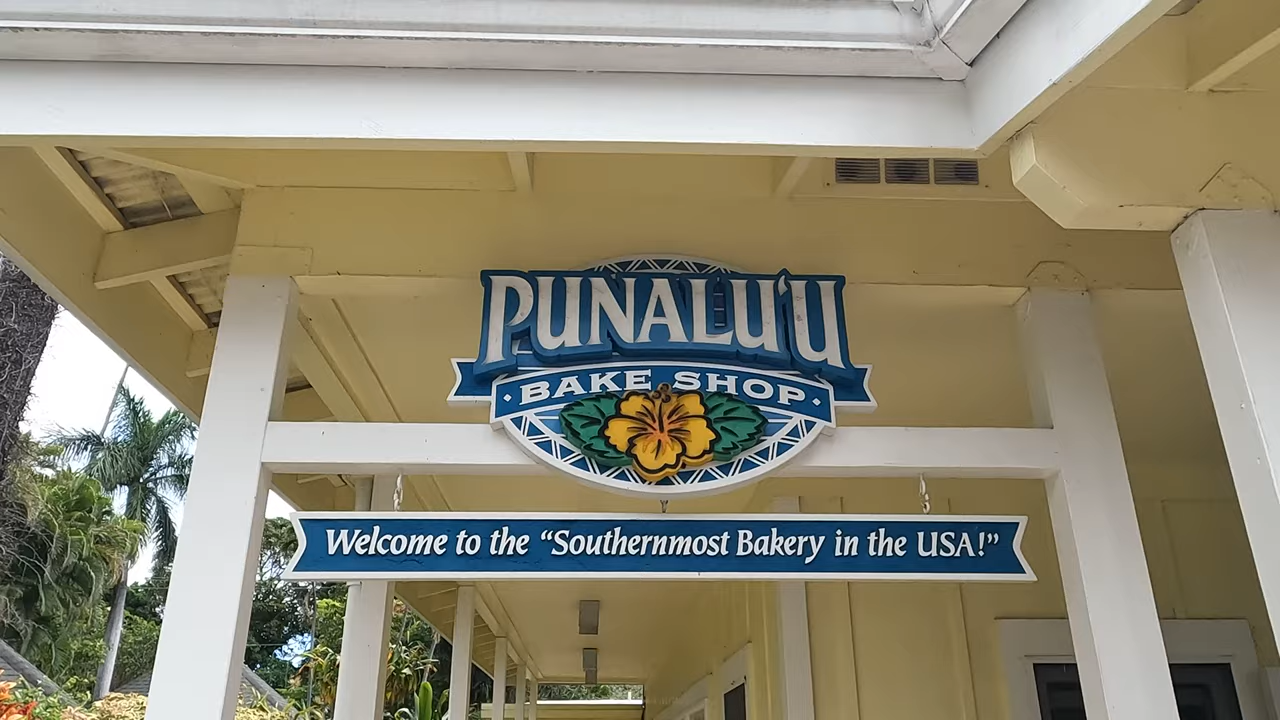 PUNALU'U
·BAKE SHOP·
Welcome to the “Southernmost Bakery in the USA!”